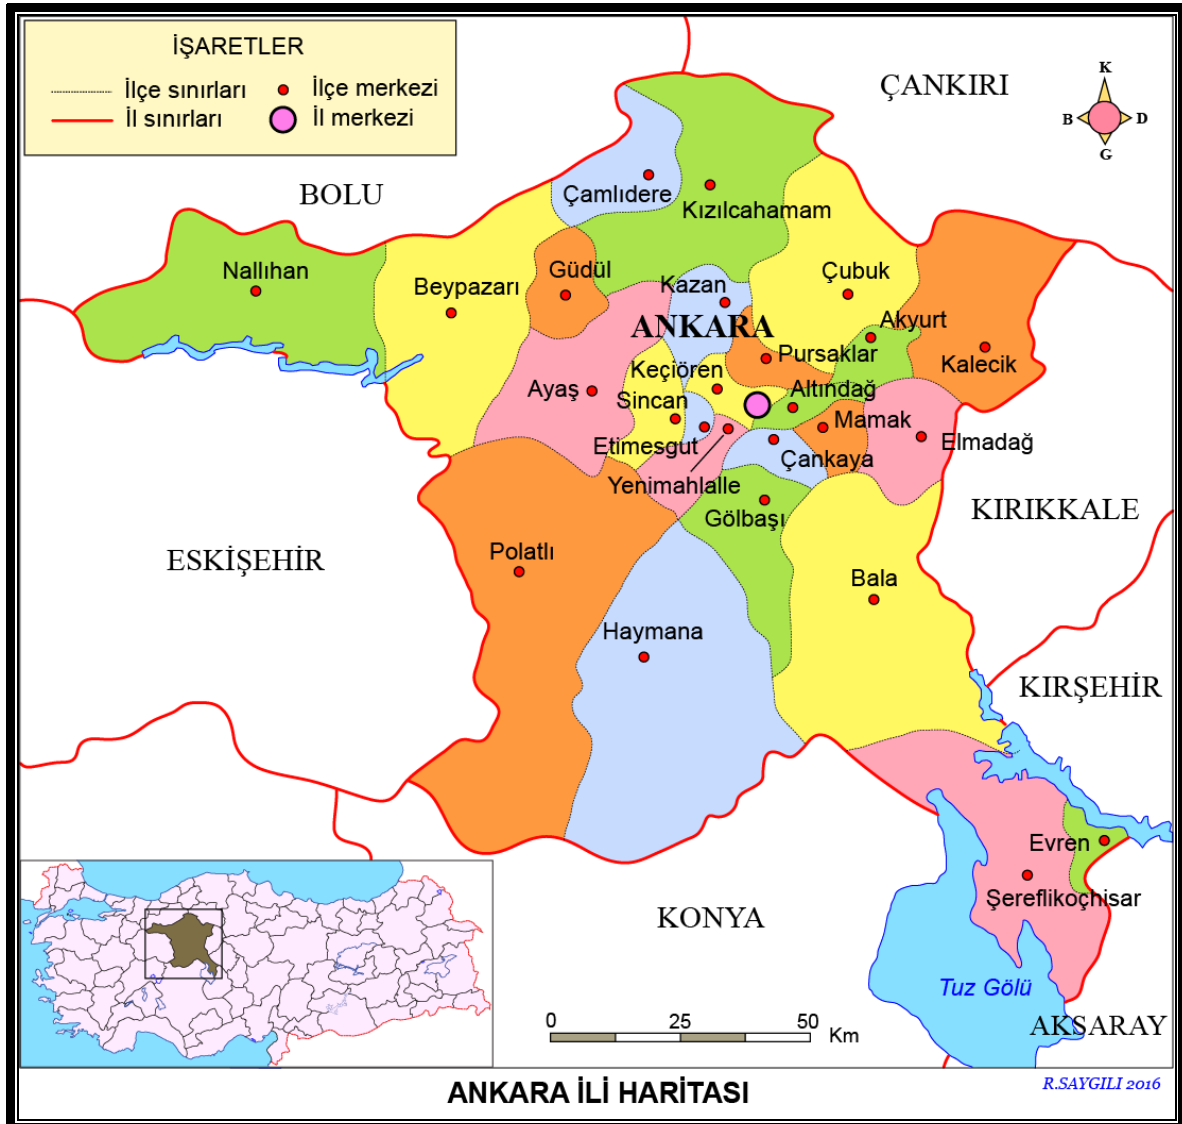 İŞARETLER
İlçe sınırları
İlçe merkezi
İl sınırları
İl merkezi
ÇANKIRI
K
B
D
G
BOLU
Çamlıdere
Kızılcahamam
Nallıhan
Beypazarı
Güdül
Kazan
Çubuk
ANKARA
Akyurt
Pursaklar
Kalecik
Keçiören
Ayaş
Altındağ
Sincan
Mamak
Elmadağ
Etimesgut
Çankaya
Yenimahlalle
Gölbaşı
KIRIKKALE
ESKİŞEHİR
Polatlı
Bala
Haymana
KIRŞEHİR
Evren
Şereflikoçhisar
KONYA
Tuz Gölü
AKSARAY
0 25 50
Km
ANKARA İLİ HARİTASI
R.SAYGILI 2016